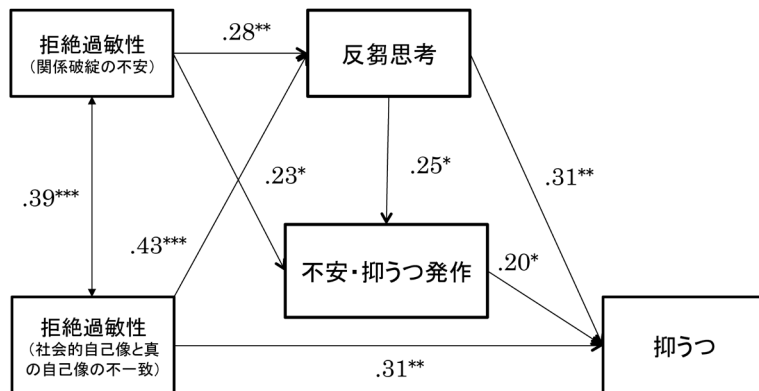 拒絶過敏性
(関係破綻の不安)
.28**
反芻思考
.39***
.23*
.25*
.31**
.43***
不安・抑うつ発作
.20*
拒絶過敏性
(社会的自己像と真
の自己像の不一致)
.31**
抑うつ